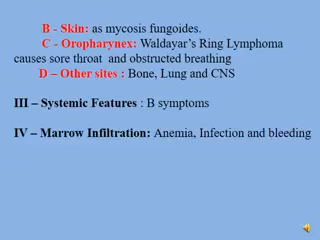 B - Skin: as mycosis fungoides.
C - Oropharynex: Waldayar’s Ring Lymphoma
causes sore throat and obstructed breathing
D – Other sites : Bone, Lung and CNS
III – Systemic Features : B symptoms
IV – Marrow Infiltration: Anemia, Infection and bleeding